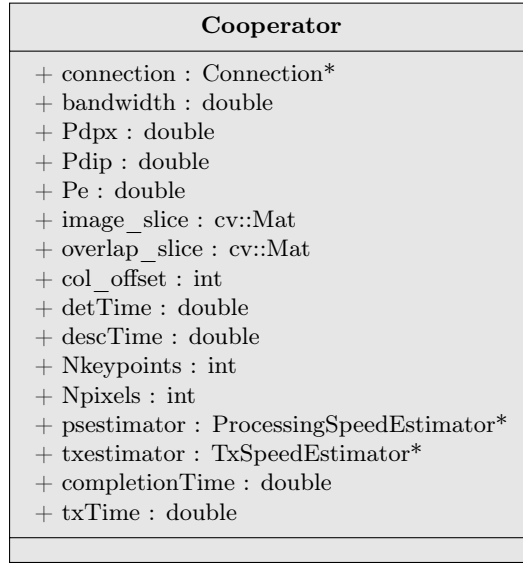 Cooperator
+ connection : Connection*
+ bandwidth : double
+ Pdpx : double
+ Pdip : double
+ Pe : double
+ image_slice : cv::Mat
+ overlap_slice : cv::Mat
+ col_offset : int
+ detTime : double
+ descTime : double
+ Nkeypoints : int
+ Npixels : int
+ psestimator : ProcessingSpeedEstimator*
+ txestimator : TxSpeedEstimator*
+ completionTime : double
+ txTime : double